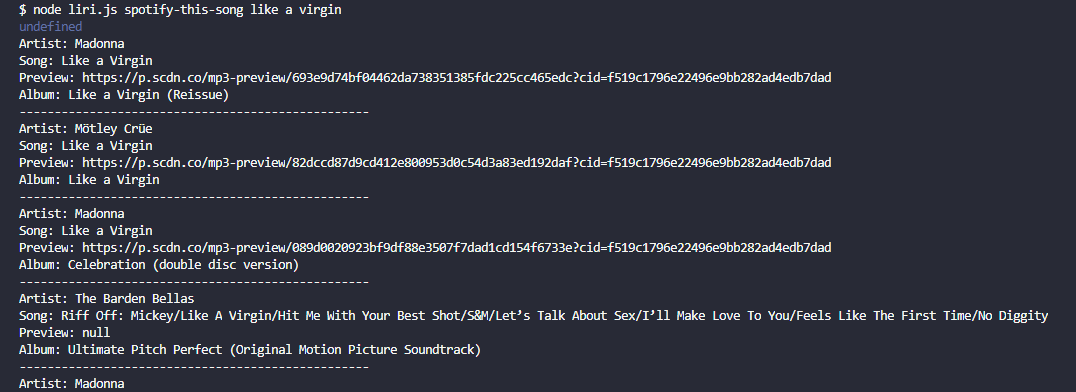 $ node liri.js spotify-this-song like a virgin
undefined
Artist: Madonna
Song: Like a Virgin
Preview: https://p.scdn.co/mp3-preview/693e9d74bf04462da738351385fdc225cc465edc?cid=f519c1796e22496e9bb282ad4edb7dad
Album: Like a Virgin (Reissue)
--------------------------------------------------
Artist: Mötley Crüe
Song: Like a Virgin
Preview: https://p.scdn.co/mp3-preview/82dccd87d9cd412e800953d0c54d3a83ed192daf?cid=f519c1796e22496e9bb282ad4edb7dad
Album: Like a Virgin
--------------------------------------------------
Artist: Madonna
Song: Like a Virgin
Preview: https://p.scdn.co/mp3-preview/089d0020923bf9df88e3507f7dad1cd154f6733e?cid=f519c1796e22496e9bb282ad4edb7dad
Album: Celebration (double disc version)
--------------------------------------------------
Artist: The Barden Bellas
Song: Riff Off: Mickey/Like A Virgin/Hit Me With Your Best Shot/S&M/Let’s Talk About Sex/I’ll Make Love To You/Feels Like The First Time/No Diggity
Preview: null
Album: Ultimate Pitch Perfect (Original Motion Picture Soundtrack)
--------------------------------------------------
Artist: Madonna